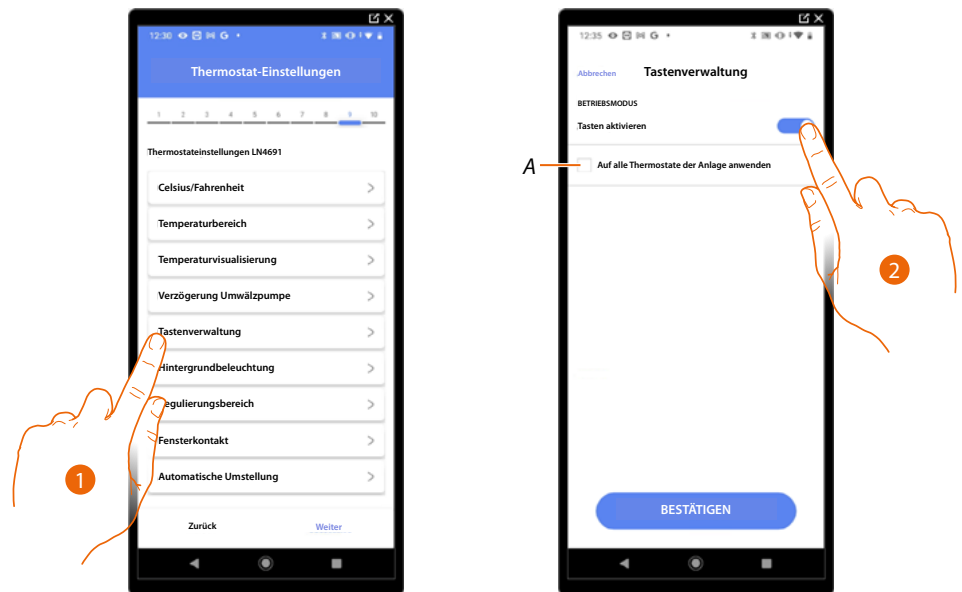 12:30 G
Thermostat-Einstellungen
1 2 3 4 5 6 7 8 9 10
Thermostateinstellungen LN4691
Celsius/Fahrenheit
Temperaturbereich
Temperaturvisualisierung
Verzögerung Umwälzpumpe
Tastenverwaltung
Hintergrundbeleuchtung
egulierungsbereich
Fensterkontakt
Automatische Umstellung
Zurück Weiter
1
12:35 G
Abbrechen Tastenverwaltung
BETRIEBSMODUS
Tasten aktivieren
A
Auf alle Thermostate der Anlage anwenden
2
BESTÄTIGEN